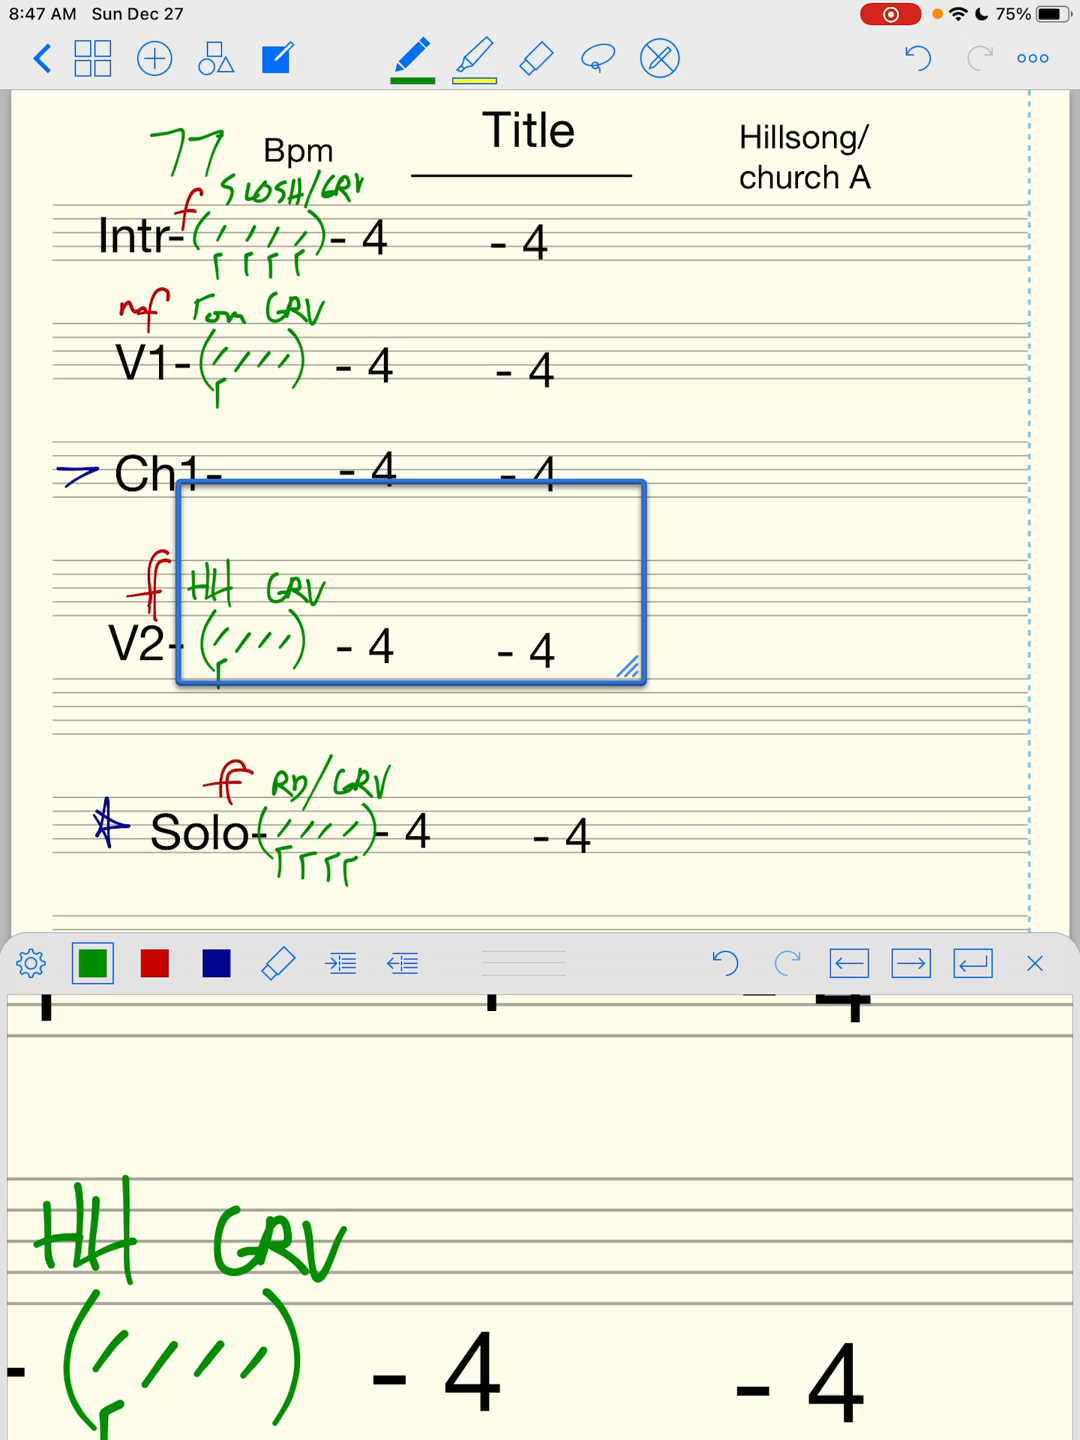 8:47 AM Sun Dec 27
75%
77 Bpm
Title
Hillsong/
church A
f SLOSH/GRV
Intr- ( ) - 4 - 4
mf Tom GRV
V1- ( ) - 4 - 4
> Ch1- - 4 - 4
ff HH GRV
V2- ( ) - 4 - 4
ff RD/GRV
Solo- ( ) - 4 - 4
HH GRV
- ( ) - 4 - 4